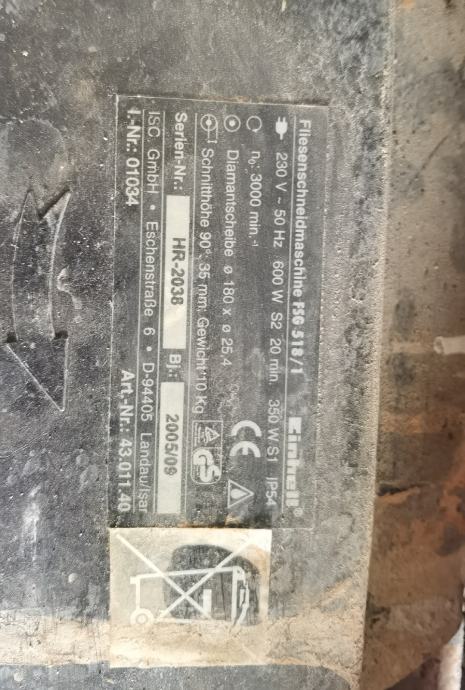 Fliesenschneidmaschine FSG 518/1 Einhell®
230 V ~ 50 Hz 600 W S2 20 min. 350 W S1 IP54
n₀: 3000 min.⁻¹
Diamantscheibe ø 180 x ø 25,4 CE
Schnitthöhe 90°: 35 mm. Gewicht: 10 kg GS
Serien-Nr.: HR-2038 Bj.: 2005/09
ISC. GmbH • Eschenstraße 6 • D-94405 Landau/Isar
I.-Nr.: 01034 Art.-Nr.: 43.011.40